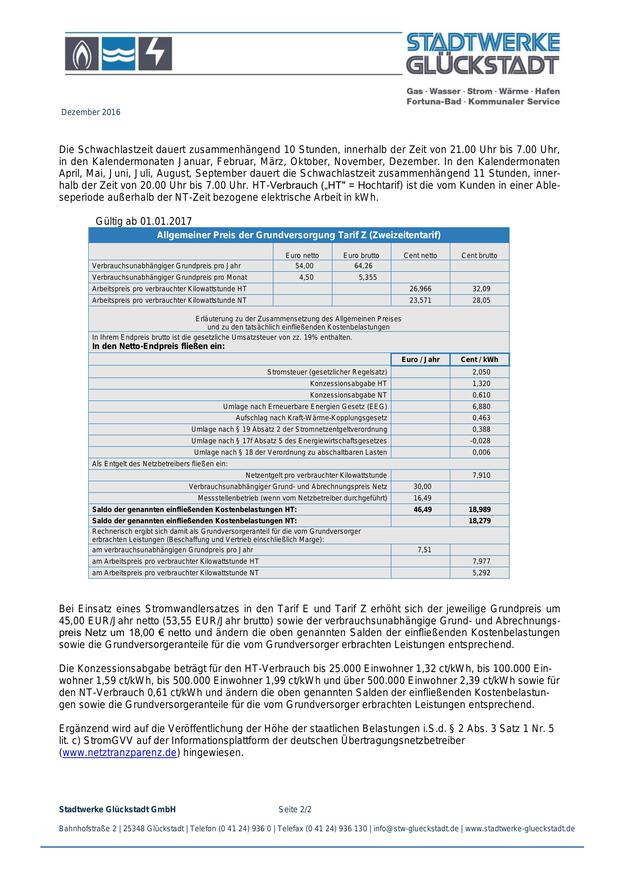 STADTWERKE
GLÜCKSTADT
Gas · Wasser · Strom · Wärme · Hafen
Fortuna-Bad · Kommunaler Service
Dezember 2016
Die Schwachlastzeit dauert zusammenhängend 10 Stunden, innerhalb der Zeit von 21.00 Uhr bis 7.00 Uhr,
in den Kalendermonaten Januar, Februar, März, Oktober, November, Dezember. In den Kalendermonaten
April, Mai, Juni, Juli, August, September dauert die Schwachlastzeit zusammenhängend 11 Stunden, inner-
halb der Zeit von 20.00 Uhr bis 7.00 Uhr. HT-Verbrauch („HT" = Hochtarif) ist die vom Kunden in einer Able-
seperiode außerhalb der NT-Zeit bezogene elektrische Arbeit in kWh.
Gültig ab 01.01.2017
Allgemeiner Preis der Grundversorgung Tarif Z (Zweizeitentarif)
Euro netto Euro brutto Cent netto Cent brutto
Verbrauchsunabhängiger Grundpreis pro Jahr 54,00 64,26
Verbrauchsunabhängiger Grundpreis pro Monat 4,50 5,355
Arbeitspreis pro verbrauchter Kilowattstunde HT 26,966 32,09
Arbeitspreis pro verbrauchter Kilowattstunde NT 23,571 28,05
Erläuterung zu der Zusammensetzung des Allgemeinen Preises
und zu den tatsächlich einfließenden Kostenbelastungen
In Ihrem Endpreis brutto ist die gesetzliche Umsatzsteuer von zz. 19% enthalten.
In den Netto-Endpreis fließen ein:
Euro / Jahr Cent / kWh
Stromsteuer (gesetzlicher Regelsatz) 2,050
Konzessionsabgabe HT 1,320
Konzessionsabgabe NT 0,610
Umlage nach Erneuerbare Energien Gesetz (EEG) 6,880
Aufschlag nach Kraft-Wärme-Kopplungsgesetz 0,463
Umlage nach § 19 Absatz 2 der Stromnetzentgeltverordnung 0,388
Umlage nach § 17f Absatz 5 des Energiewirtschaftsgesetzes -0,028
Umlage nach § 18 der Verordnung zu abschaltbaren Lasten 0,006
Als Entgelt des Netzbetreibers fließen ein:
Netzentgelt pro verbrauchter Kilowattstunde 7,910
Verbrauchsunabhängiger Grund- und Abrechnungspreis Netz 30,00
Messstellenbetrieb (wenn vom Netzbetreiber durchgeführt) 16,49
Saldo der genannten einfließenden Kostenbelastungen HT: 46,49 18,989
Saldo der genannten einfließenden Kostenbelastungen NT: 18,279
Rechnerisch ergibt sich damit als Grundversorgeranteil für die vom Grundversorger
erbrachten Leistungen (Beschaffung und Vertrieb einschließlich Marge):
am verbrauchsunabhängigen Grundpreis pro Jahr 7,51
am Arbeitspreis pro verbrauchter Kilowattstunde HT 7,977
am Arbeitspreis pro verbrauchter Kilowattstunde NT 5,292
Bei Einsatz eines Stromwandlersatzes in den Tarif E und Tarif Z erhöht sich der jeweilige Grundpreis um
45,00 EUR/Jahr netto (53,55 EUR/Jahr brutto) sowie der verbrauchsunabhängige Grund- und Abrechnungs-
preis Netz um 18,00 € netto und ändern die oben genannten Salden der einfließenden Kostenbelastungen
sowie die Grundversorgeranteile für die vom Grundversorger erbrachten Leistungen entsprechend.
Die Konzessionsabgabe beträgt für den HT-Verbrauch bis 25.000 Einwohner 1,32 ct/kWh, bis 100.000 Ein-
wohner 1,59 ct/kWh, bis 500.000 Einwohner 1,99 ct/kWh und über 500.000 Einwohner 2,39 ct/kWh sowie für
den NT-Verbrauch 0,61 ct/kWh und ändern die oben genannten Salden der einfließenden Kostenbelastun-
gen sowie die Grundversorgeranteile für die vom Grundversorger erbrachten Leistungen entsprechend.
Ergänzend wird auf die Veröffentlichung der Höhe der staatlichen Belastungen i.S.d. § 2 Abs. 3 Satz 1 Nr. 5
lit. c) StromGVV auf der Informationsplattform der deutschen Übertragungsnetzbetreiber
(www.netztranzparenz.de) hingewiesen.
Stadtwerke Glückstadt GmbH Seite 2/2
Bahnhofstraße 2 | 25348 Glückstadt | Telefon (0 41 24) 936 0 | Telefax (0 41 24) 936 130 | info@stw-glueckstadt.de | www.stadtwerke-glueckstadt.de